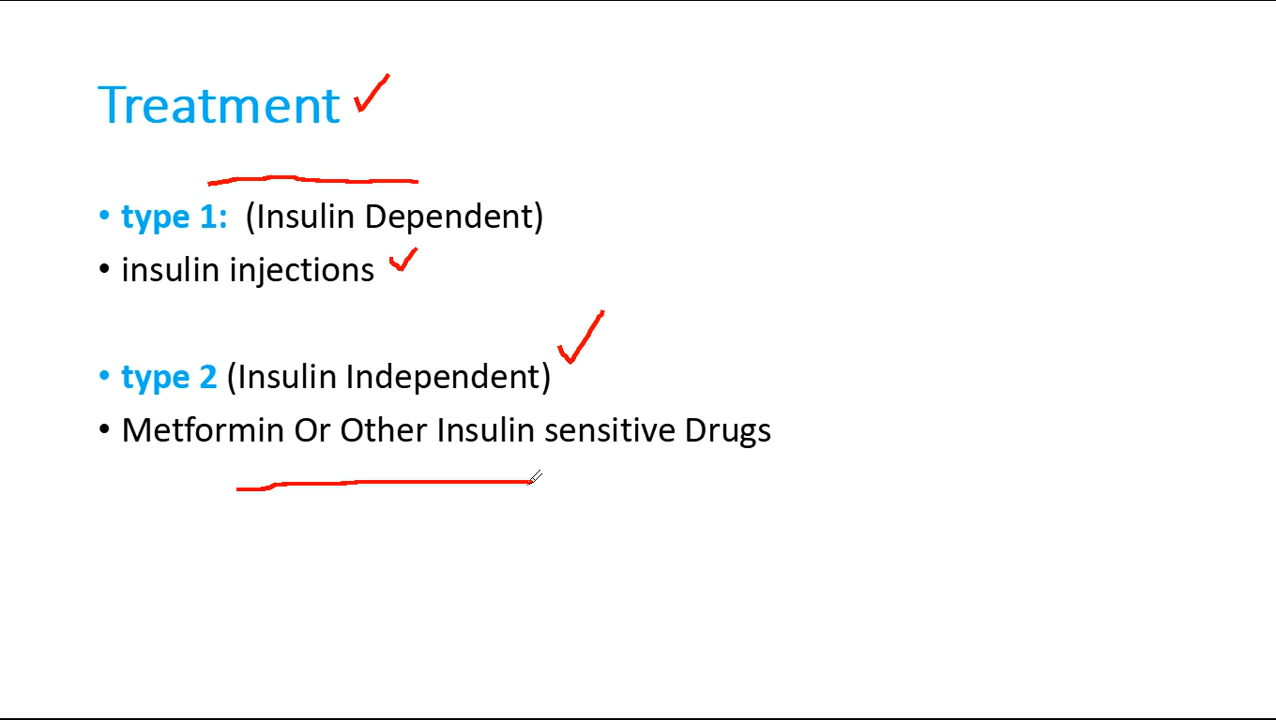 Treatment
• type 1: (Insulin Dependent)
• insulin injections
• type 2 (Insulin Independent)
• Metformin Or Other Insulin sensitive Drugs